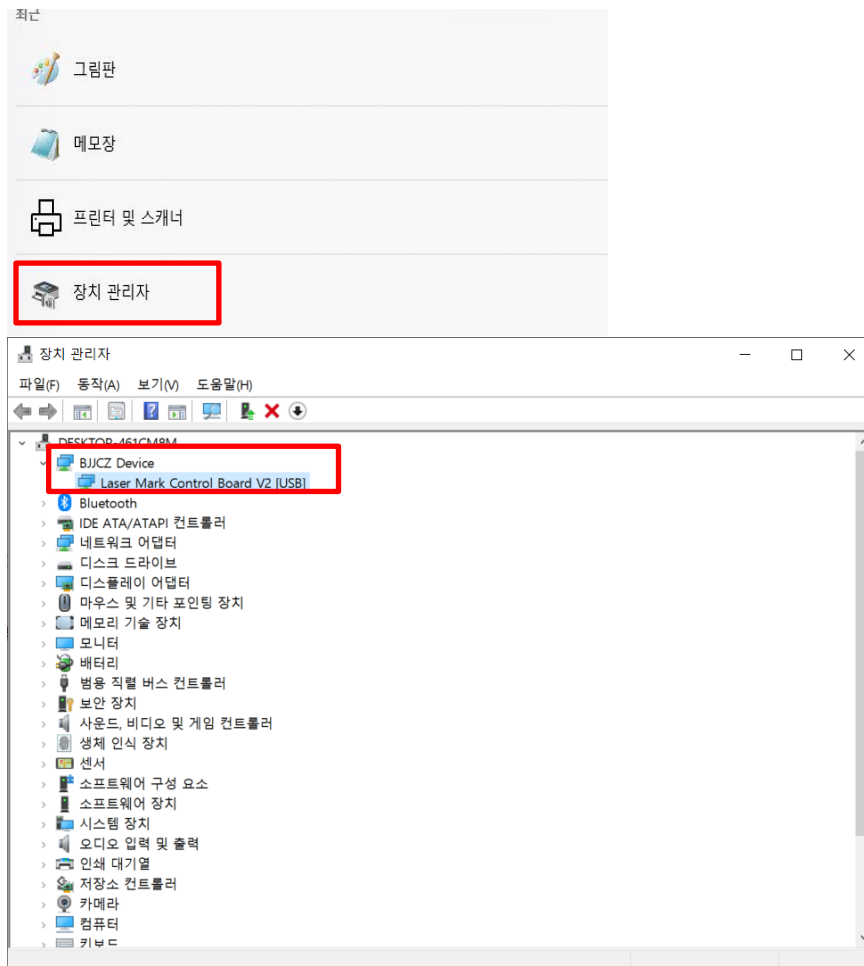 최근
그림판
메모장
프린터 및 스캐너
장치 관리자
장치 관리자
파일(F) 동작(A) 보기(V) 도움말(H)
DESKTOP-461CM8M
BJJCZ Device
Laser Mark Control Board V2 [USB]
Bluetooth
IDE ATA/ATAPI 컨트롤러
네트워크 어댑터
디스크 드라이브
디스플레이 어댑터
마우스 및 기타 포인팅 장치
메모리 기술 장치
모니터
배터리
범용 직렬 버스 컨트롤러
보안 장치
사운드, 비디오 및 게임 컨트롤러
생체 인식 장치
센서
소프트웨어 구성 요소
소프트웨어 장치
시스템 장치
오디오 입력 및 출력
인쇄 대기열
저장소 컨트롤러
카메라
컴퓨터
키보드